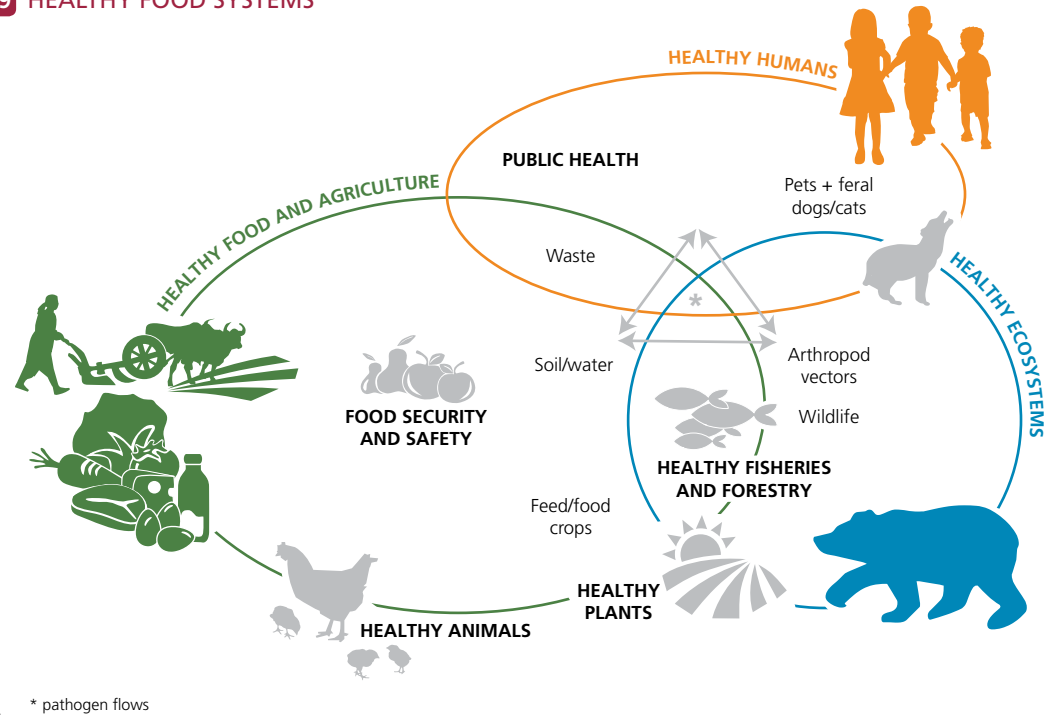 9 HEALTHY FOOD SYSTEMS
HEALTHY HUMANS
PUBLIC HEALTH
Pets + feral
dogs/cats
HEALTHY FOOD AND AGRICULTURE
Waste
HEALTHY ECOSYSTEMS
*
Soil/water
Arthropod
vectors
FOOD SECURITY
AND SAFETY
Wildlife
HEALTHY FISHERIES
AND FORESTRY
Feed/food
crops
HEALTHY
PLANTS
HEALTHY ANIMALS
* pathogen flows